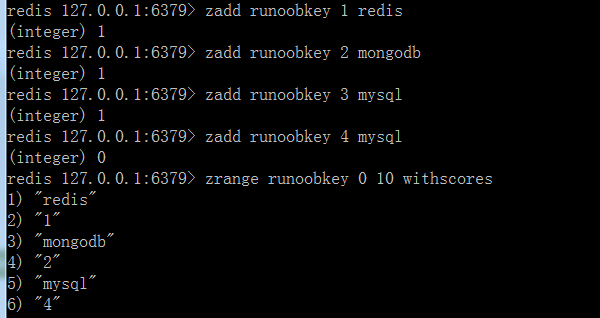 redis 127.0.0.1:6379> zadd runoobkey 1 redis
(integer) 1
redis 127.0.0.1:6379> zadd runoobkey 2 mongodb
(integer) 1
redis 127.0.0.1:6379> zadd runoobkey 3 mysql
(integer) 1
redis 127.0.0.1:6379> zadd runoobkey 4 mysql
(integer) 0
redis 127.0.0.1:6379> zrange runoobkey 0 10 withscores
1) "redis"
2) "1"
3) "mongodb"
4) "2"
5) "mysql"
6) "4"